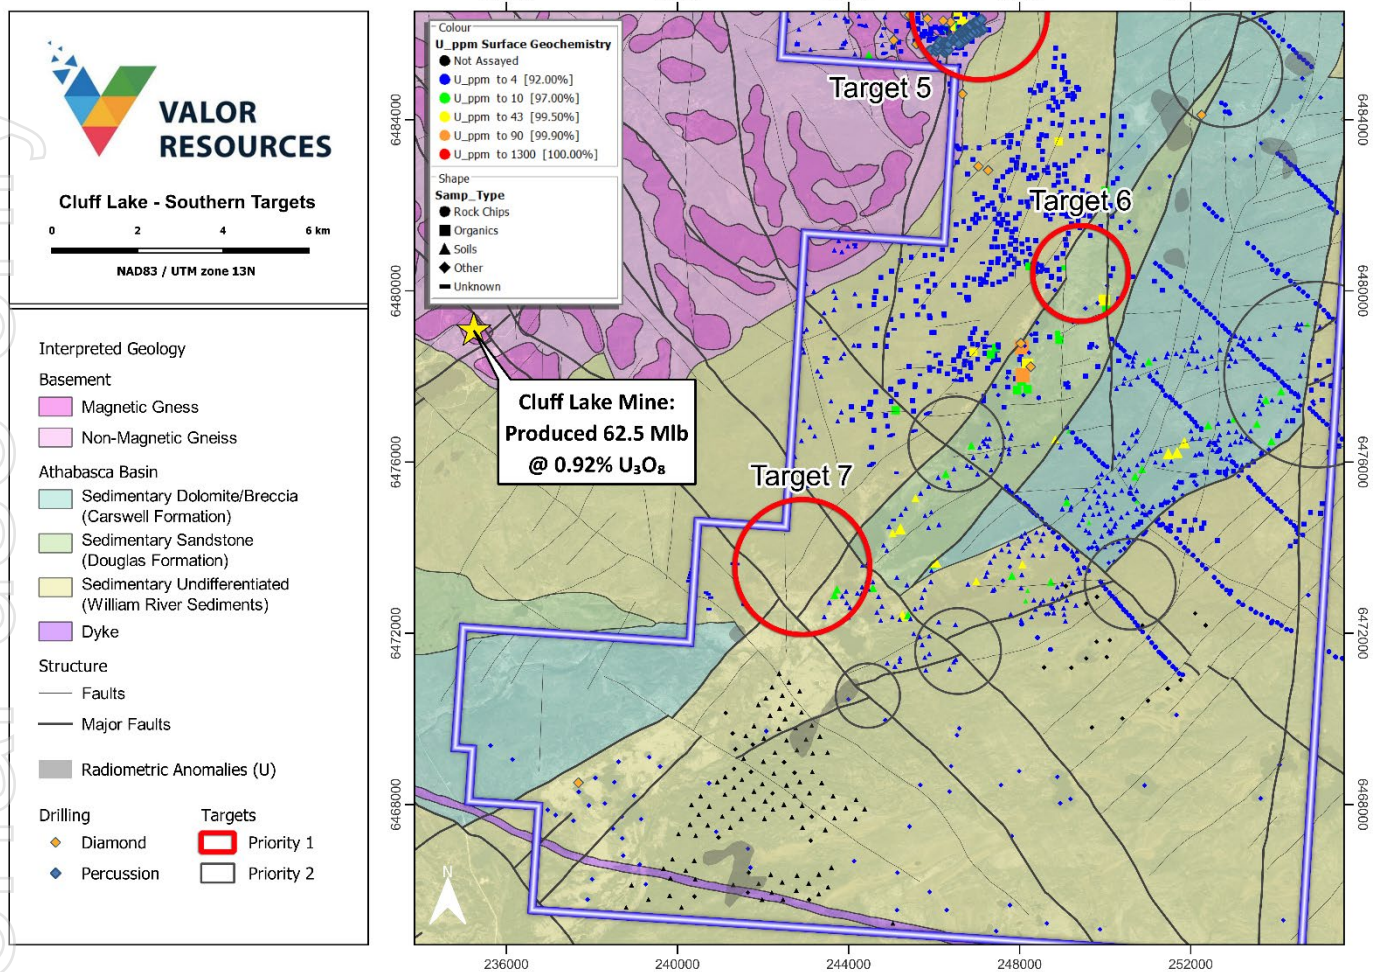 VALOR
RESOURCES
Cluff Lake - Southern Targets
0 2 4 6 km
NAD83 / UTM zone 13N
Interpreted Geology
Basement
Magnetic Gness
Non-Magnetic Gneiss
Athabasca Basin
Sedimentary Dolomite/Breccia
(Carswell Formation)
Sedimentary Sandstone
(Douglas Formation)
Sedimentary Undifferentiated
(William River Sediments)
Dyke
Structure
Faults
Major Faults
Radiometric Anomalies (U)
Drilling Targets
Diamond Priority 1
Percussion Priority 2
Colour
U_ppm Surface Geochemistry
Not Assayed
U_ppm to 4 [92.00%]
U_ppm to 10 [97.00%]
U_ppm to 43 [99.50%]
U_ppm to 90 [99.90%]
U_ppm to 1300 [100.00%]
Shape
Samp_Type
Rock Chips
Organics
Soils
Other
Unknown
Target 5
Target 6
Target 7
Cluff Lake Mine:
Produced 62.5 Mlb
@ 0.92% U₃O₈
N
6484000
6480000
6476000
6472000
6468000
6484000
6480000
6476000
6472000
6468000
236000 240000 244000 248000 252000